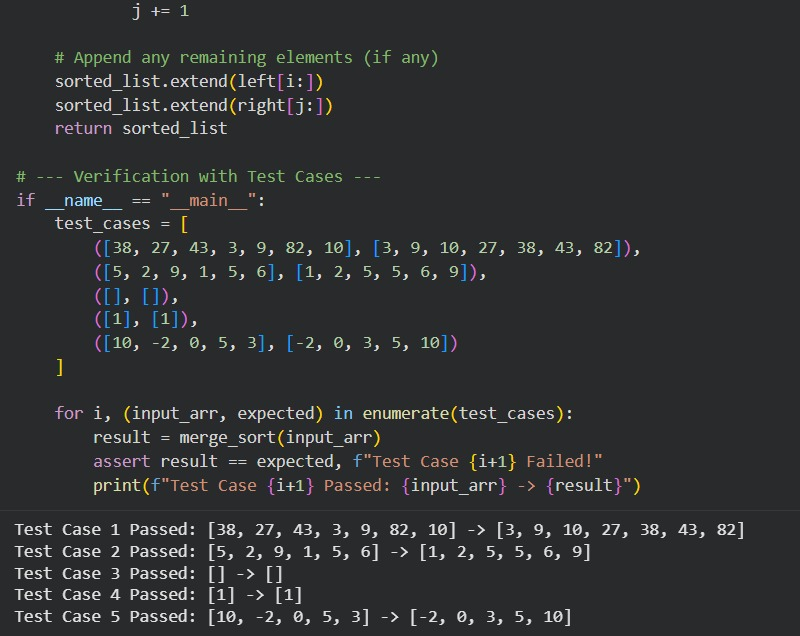 j += 1

    # Append any remaining elements (if any)
    sorted_list.extend(left[i:])
    sorted_list.extend(right[j:])
    return sorted_list

# --- Verification with Test Cases ---
if __name__ == "__main__":
    test_cases = [
        ([38, 27, 43, 3, 9, 82, 10], [3, 9, 10, 27, 38, 43, 82]),
        ([5, 2, 9, 1, 5, 6], [1, 2, 5, 5, 6, 9]),
        ([], []),
        ([1], [1]),
        ([10, -2, 0, 5, 3], [-2, 0, 3, 5, 10])
    ]

    for i, (input_arr, expected) in enumerate(test_cases):
        result = merge_sort(input_arr)
        assert result == expected, f"Test Case {i+1} Failed!"
        print(f"Test Case {i+1} Passed: {input_arr} -> {result}")
Test Case 1 Passed: [38, 27, 43, 3, 9, 82, 10] -> [3, 9, 10, 27, 38, 43, 82]
Test Case 2 Passed: [5, 2, 9, 1, 5, 6] -> [1, 2, 5, 5, 6, 9]
Test Case 3 Passed: [] -> []
Test Case 4 Passed: [1] -> [1]
Test Case 5 Passed: [10, -2, 0, 5, 3] -> [-2, 0, 3, 5, 10]